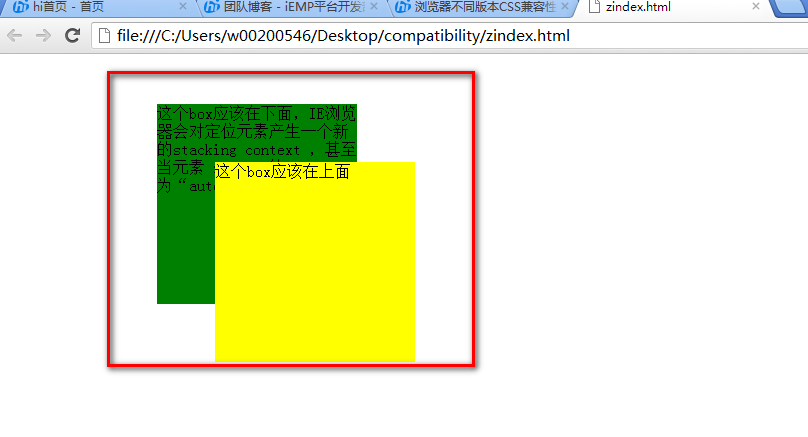 hi首页 - 首页
团队博客 - iEMP平台开发
浏览器不同版本CSS兼容性
zindex.html
file:///C:/Users/w00200546/Desktop/compatibility/zindex.html
这个box应该在下面，IE浏览
器会对定位元素产生一个新
的stacking context ，甚至
当元素
为“aut
这个box应该在上面